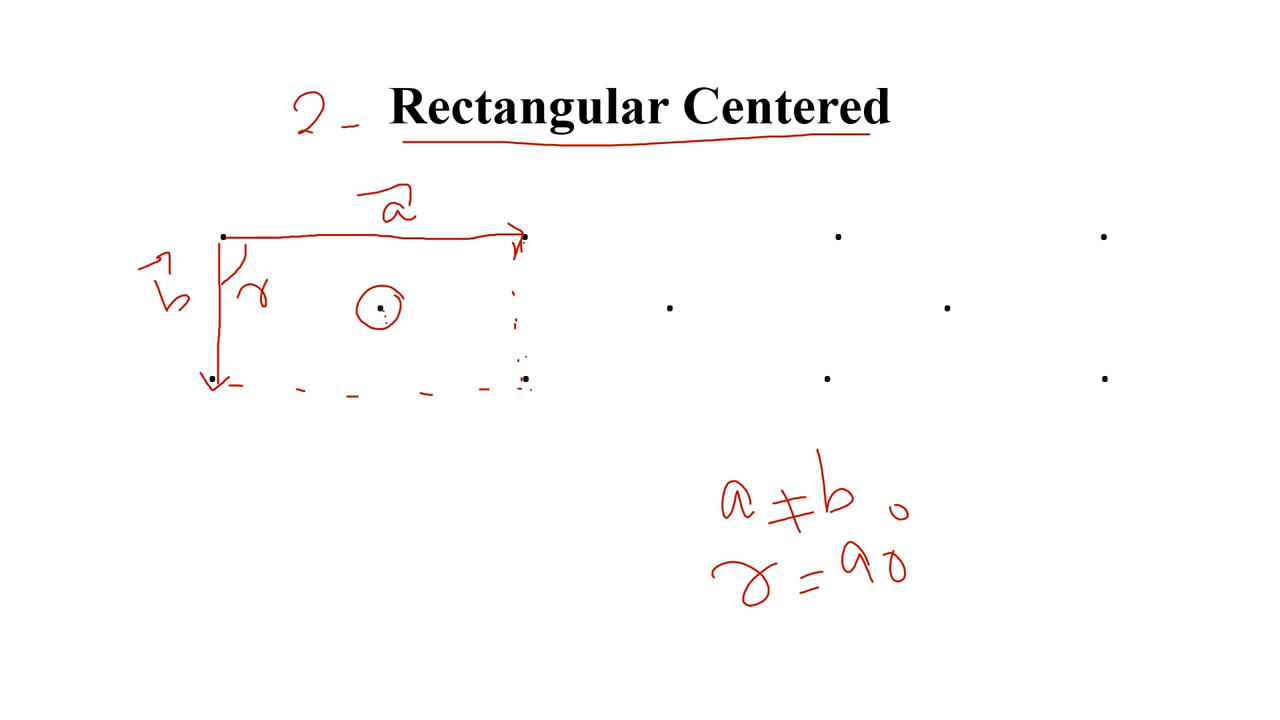 2- Rectangular Centered
a⃗
b⃗
γ
a ≠ b
γ = 90°